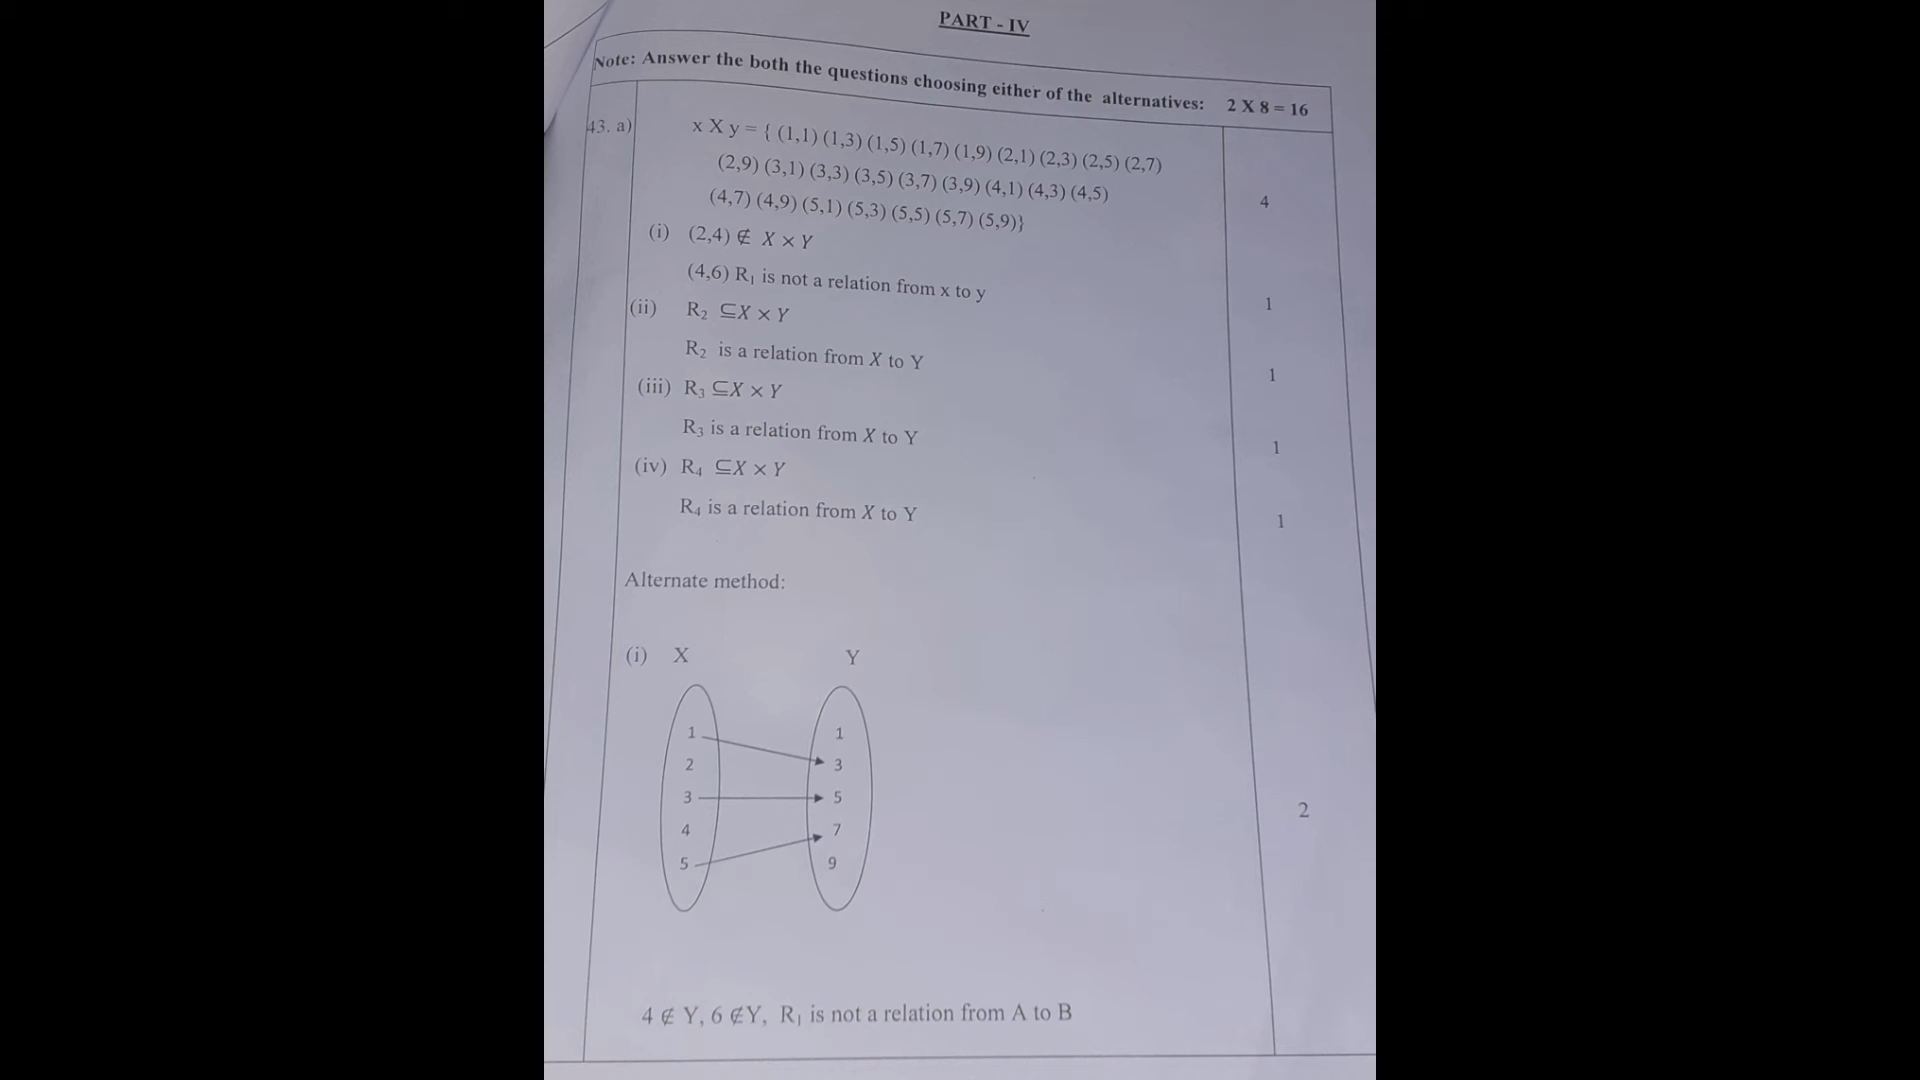 PART - IV
Note: Answer the both the questions choosing either of the alternatives: 2 X 8 = 16
43. a) x X y = { (1,1) (1,3) (1,5) (1,7) (1,9) (2,1) (2,3) (2,5) (2,7)
(2,9) (3,1) (3,3) (3,5) (3,7) (3,9) (4,1) (4,3) (4,5)
4
(4,7) (4,9) (5,1) (5,3) (5,5) (5,7) (5,9)}
(i) (2,4) ∉ X × Y
(4,6) R₁ is not a relation from x to y 1
(ii) R₂ ⊆X × Y
R₂ is a relation from X to Y 1
(iii) R₃ ⊆X × Y
R₃ is a relation from X to Y 1
(iv) R₄ ⊆X × Y
R₄ is a relation from X to Y 1
Alternate method:
(i) X Y
1 1
2 3
3 5
4 7
5 9
2
4 ∉ Y, 6 ∉Y, R₁ is not a relation from A to B